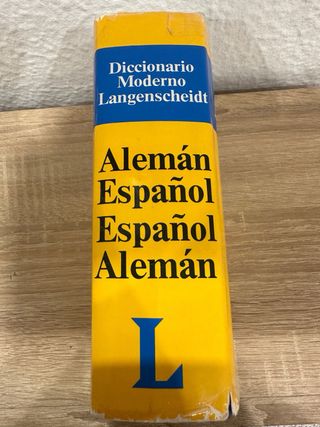 Diccionario
Moderno
Langenscheidt
Alemán
Español
Español
Alemán
L